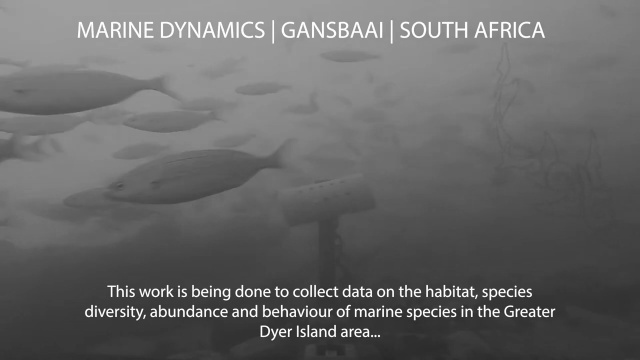 MARINE DYNAMICS | GANSBAAI | SOUTH AFRICA
This work is being done to collect data on the habitat, species
diversity, abundance and behaviour of marine species in the Greater
Dyer Island area...